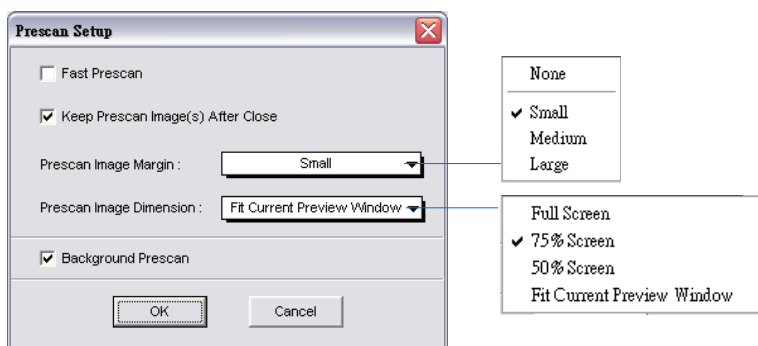 Prescan Setup
Fast Prescan
Keep Prescan Image(s) After Close
Prescan Image Margin : Small
Prescan Image Dimension : Fit Current Preview Window
Background Prescan
OK Cancel
None
Small
Medium
Large
Full Screen
75% Screen
50% Screen
Fit Current Preview Window